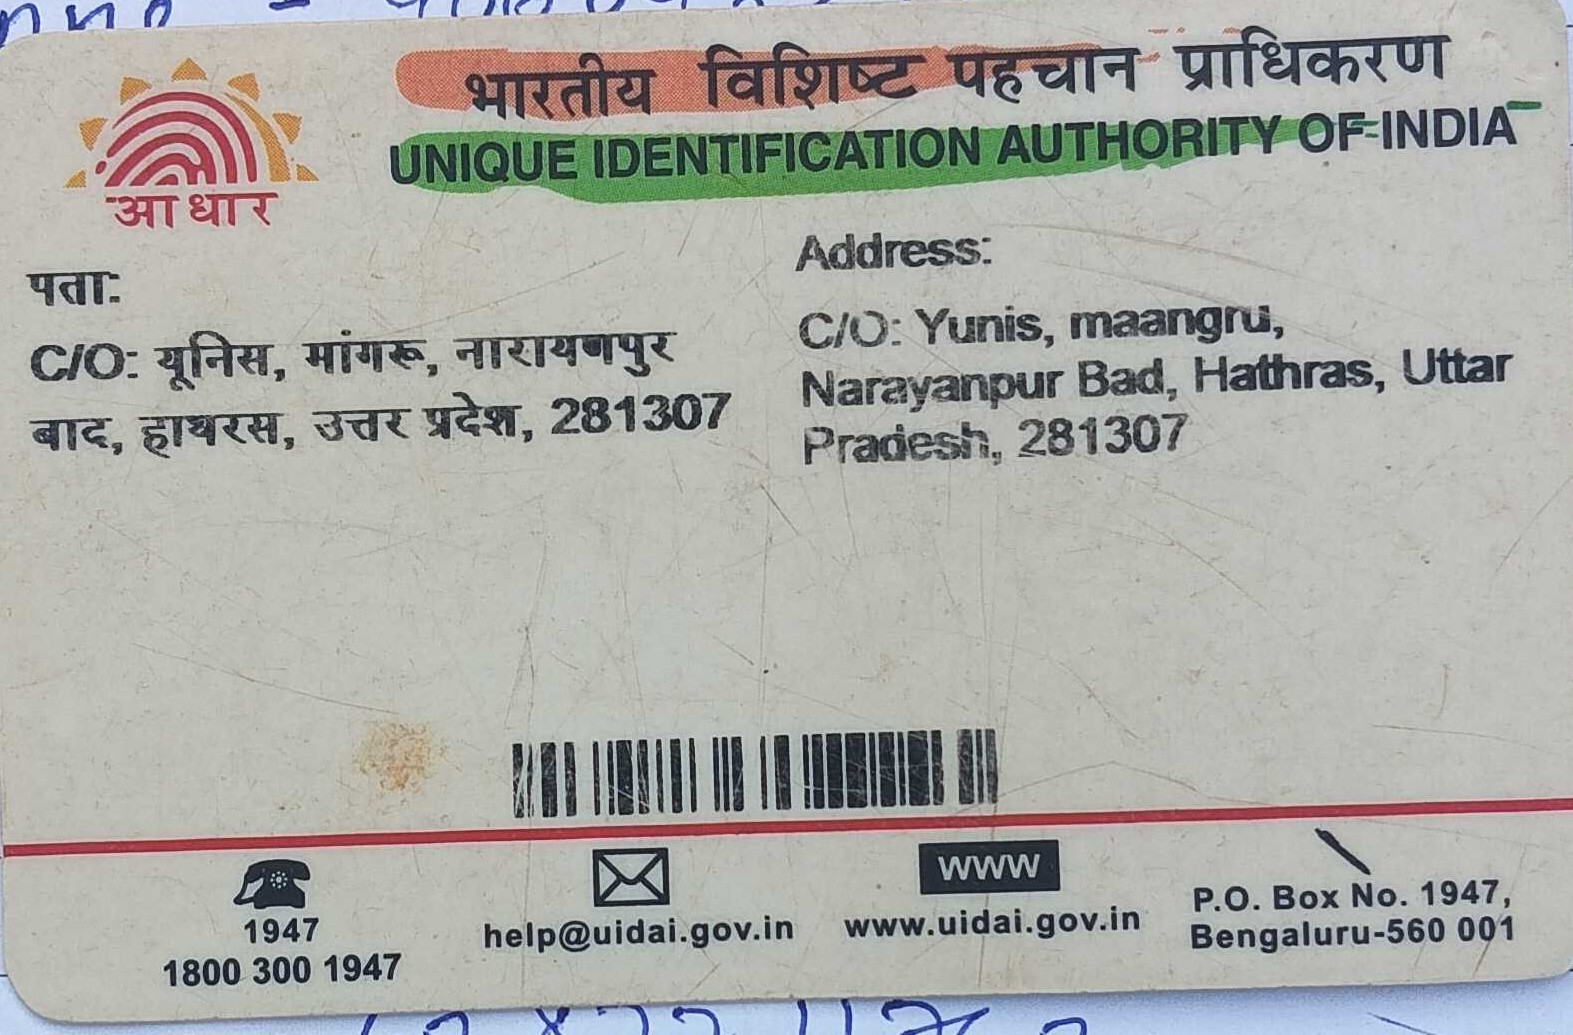 भारतीय विशिष्ट पहचान प्राधिकरण
UNIQUE IDENTIFICATION AUTHORITY OF INDIA
आधार
पता:
C/O: यूनिस, मांगरू, नारायणपुर
बाद, हाथरस, उत्तर प्रदेश, 281307
Address:
C/O: Yunis, maangru,
Narayanpur Bad, Hathras, Uttar
Pradesh, 281307
1947
1800 300 1947
help@uidai.gov.in
www
www.uidai.gov.in
P.O. Box No. 1947,
Bengaluru-560 001